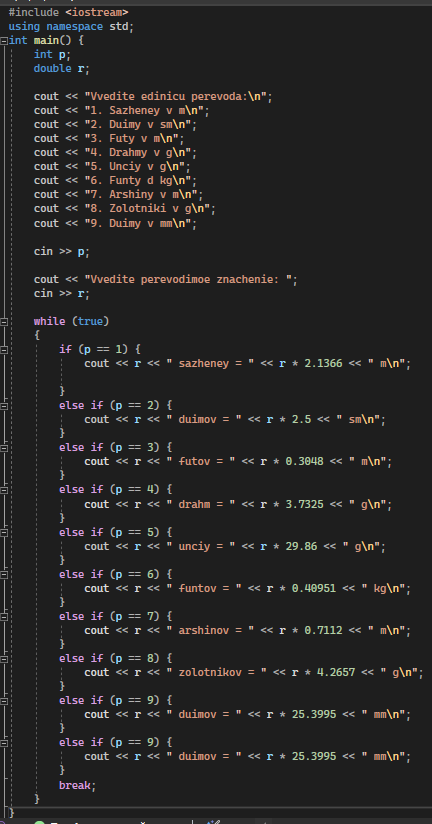 #include <iostream>
using namespace std;
int main() {
    int p;
    double r;

    cout << "Vvedite edinicu perevoda:\n";
    cout << "1. Sazheney v m\n";
    cout << "2. Duimy v sm\n";
    cout << "3. Futy v m\n";
    cout << "4. Drahmy v g\n";
    cout << "5. Unciy v g\n";
    cout << "6. Funty d kg\n";
    cout << "7. Arshiny v m\n";
    cout << "8. Zolotniki v g\n";
    cout << "9. Duimy v mm\n";

    cin >> p;

    cout << "Vvedite perevodimoe znachenie: ";
    cin >> r;

    while (true)
    {
        if (p == 1) {
            cout << r << " sazheney = " << r * 2.1366 << " m\n";

        }
        else if (p == 2) {
            cout << r << " duimov = " << r * 2.5 << " sm\n";
        }
        else if (p == 3) {
            cout << r << " futov = " << r * 0.3048 << " m\n";
        }
        else if (p == 4) {
            cout << r << " drahm = " << r * 3.7325 << " g\n";
        }
        else if (p == 5) {
            cout << r << " unciy = " << r * 29.86 << " g\n";
        }
        else if (p == 6) {
            cout << r << " funtov = " << r * 0.40951 << " kg\n";
        }
        else if (p == 7) {
            cout << r << " arshinov = " << r * 0.7112 << " m\n";
        }
        else if (p == 8) {
            cout << r << " zolotnikov = " << r * 4.2657 << " g\n";
        }
        else if (p == 9) {
            cout << r << " duimov = " << r * 25.3995 << " mm\n";
        }
        else if (p == 9) {
            cout << r << " duimov = " << r * 25.3995 << " mm\n";
        }
        break;
    }
}